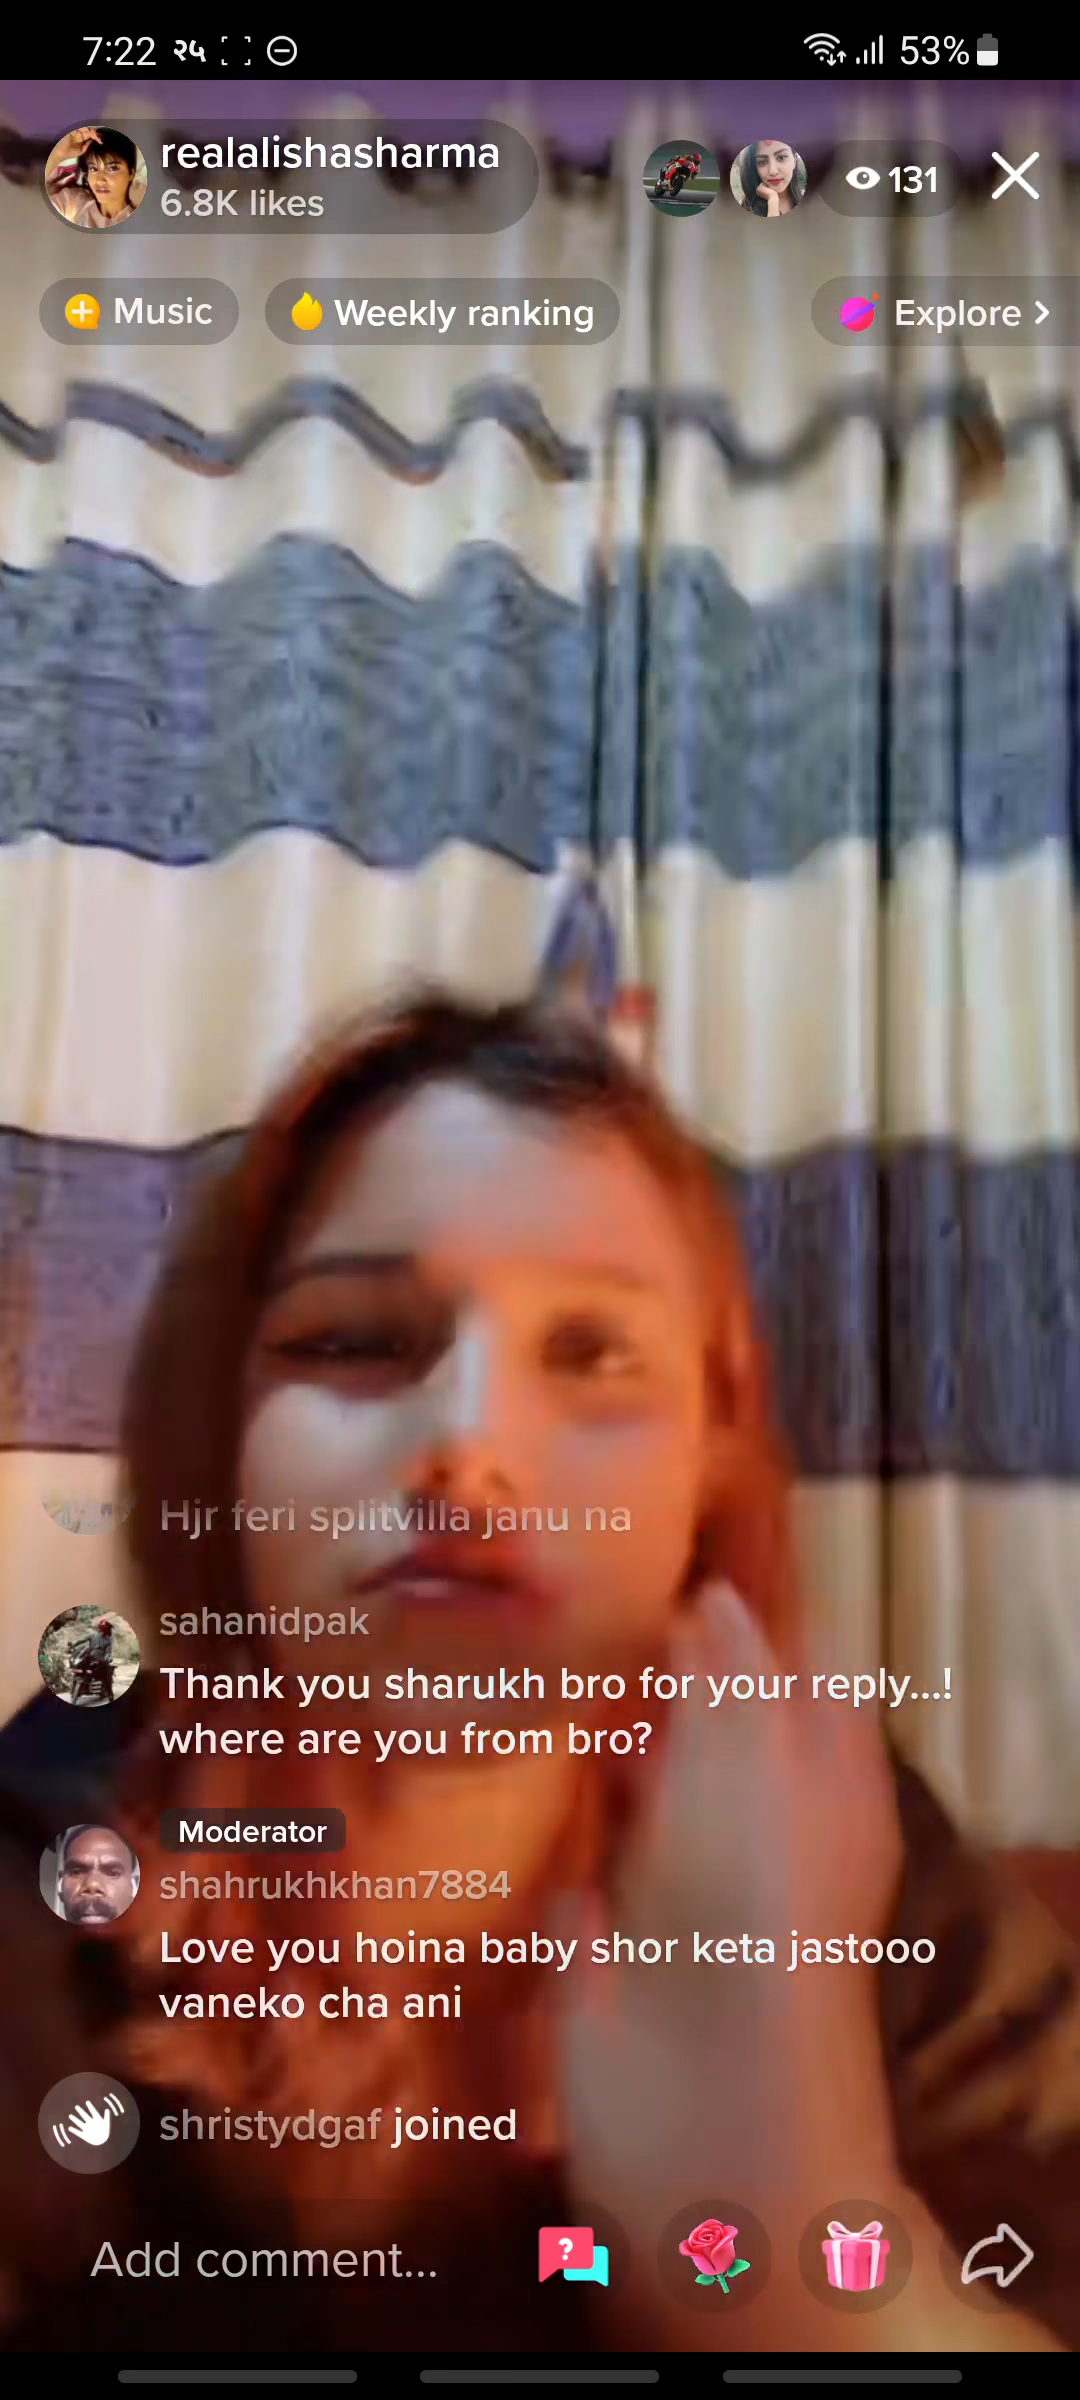 7:22 २५ 53%
realalishasharma
6.8K likes
131
Music
Weekly ranking
Explore
Hjr feri splitvilla janu na
sahanidpak
Thank you sharukh bro for your reply...!
where are you from bro?
Moderator
shahrukhkhan7884
Love you hoina baby shor keta jastooo
vaneko cha ani
shristydgaf joined
Add comment...
?